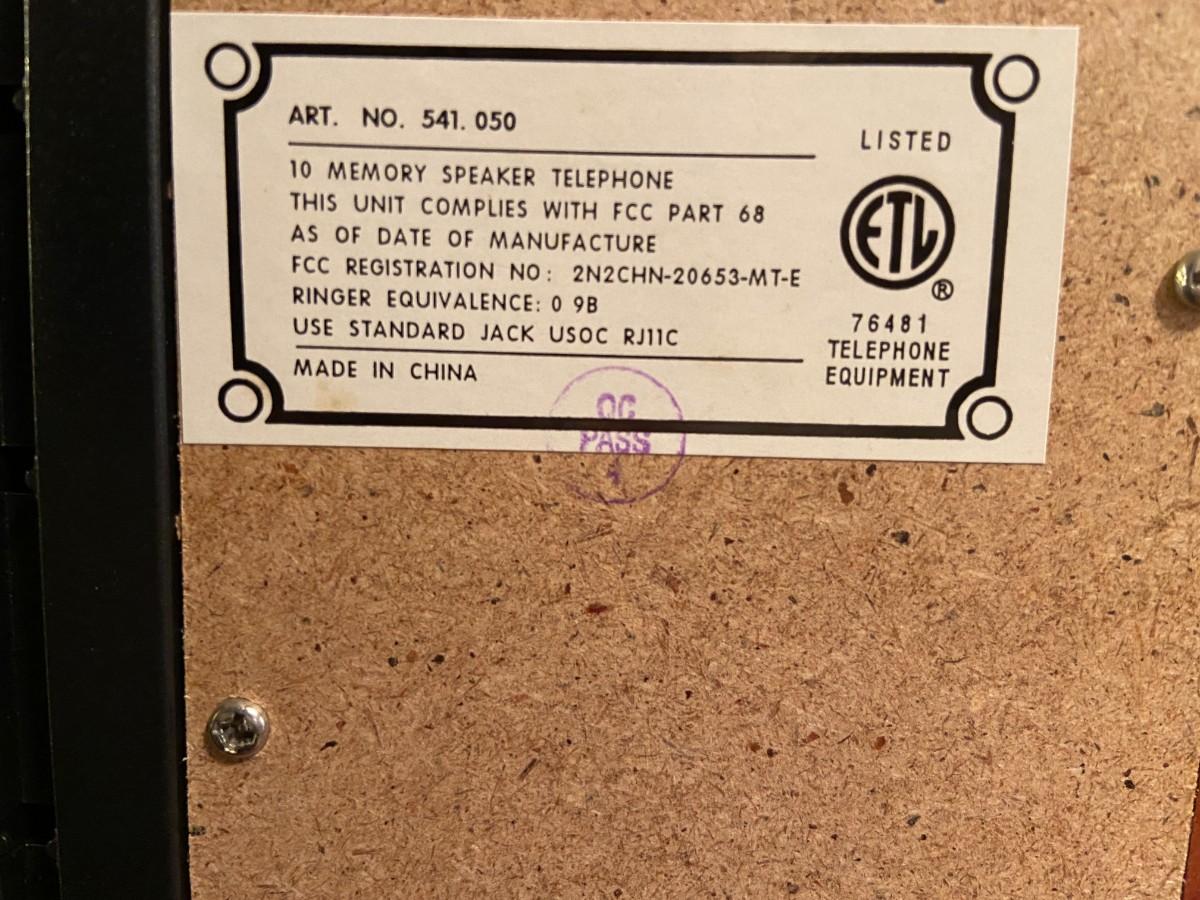 ART. NO. 541. 050
10 MEMORY SPEAKER TELEPHONE
THIS UNIT COMPLIES WITH FCC PART 68
AS OF DATE OF MANUFACTURE
FCC REGISTRATION NO: 2N2CHN-20653-MT-E
RINGER EQUIVALENCE: 0 9B
USE STANDARD JACK USOC RJ11C
MADE IN CHINA
LISTED
ETL
®
76481
TELEPHONE
EQUIPMENT
QC
PASS